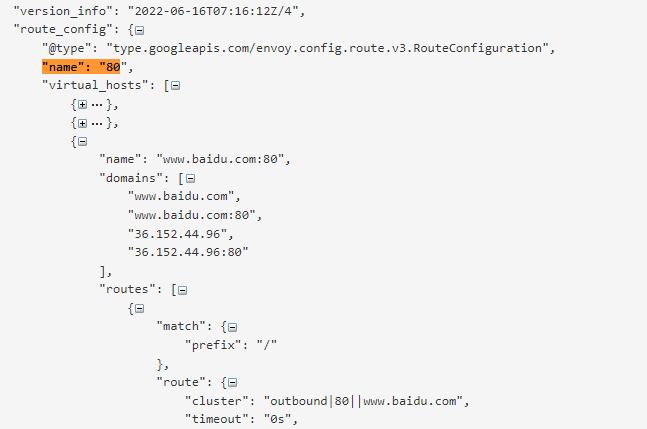 "version_info": "2022-06-16T07:16:12Z/4",
"route_config": {
"@type": "type.googleapis.com/envoy.config.route.v3.RouteConfiguration",
"name": "80",
"virtual_hosts": [
{ ... },
{ ... },
{
"name": "www.baidu.com:80",
"domains": [
"www.baidu.com",
"www.baidu.com:80",
"36.152.44.96",
"36.152.44.96:80"
],
"routes": [
{
"match": {
"prefix": "/"
},
"route": {
"cluster": "outbound|80||www.baidu.com",
"timeout": "0s",